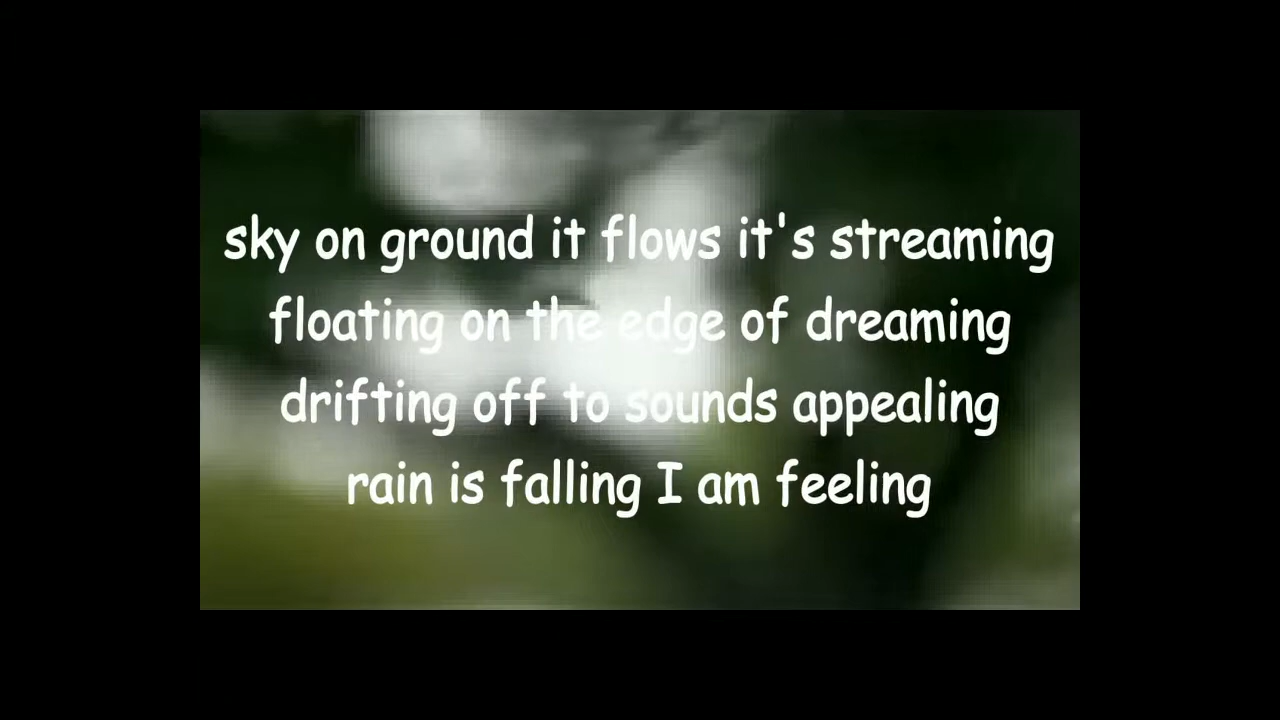 sky on ground it flows it's streaming
floating on the edge of dreaming
drifting off to sounds appealing
rain is falling I am feeling